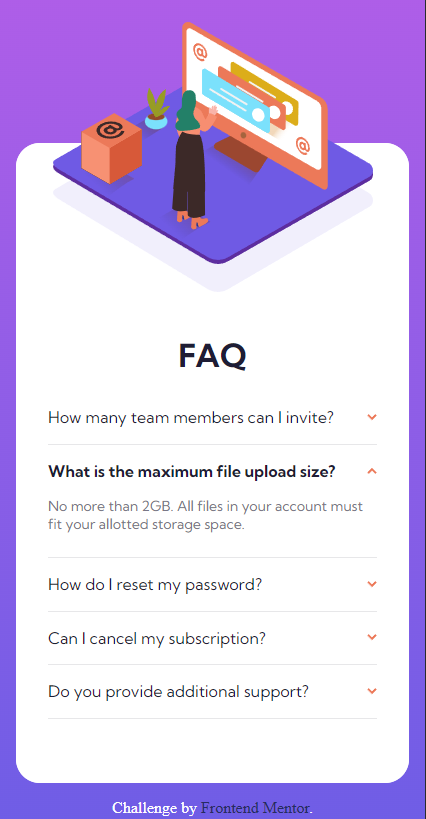 @
@
@
FAQ
How many team members can I invite?
What is the maximum file upload size?
No more than 2GB. All files in your account must
fit your allotted storage space.
How do I reset my password?
Can I cancel my subscription?
Do you provide additional support?
Challenge by Frontend Mentor.